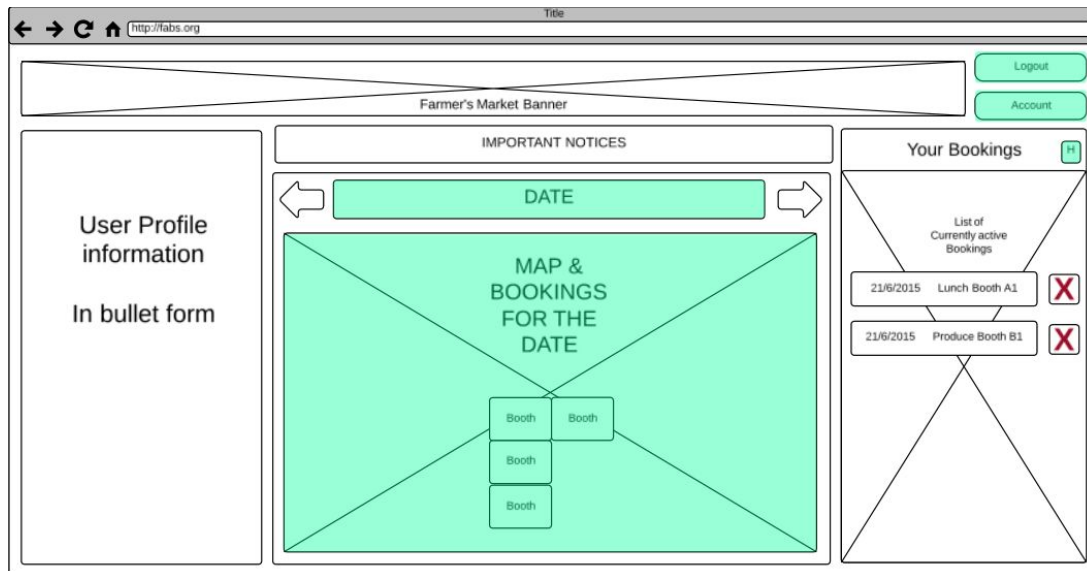 Title
http://fabs.org
Logout
Farmer's Market Banner
Account
IMPORTANT NOTICES
Your Bookings
H
DATE
User Profile
information
In bullet form
MAP &
BOOKINGS
FOR THE
DATE
Booth
Booth
Booth
Booth
List of
Currently active
Bookings
21/6/2015 Lunch Booth A1
X
21/6/2015 Produce Booth B1
X